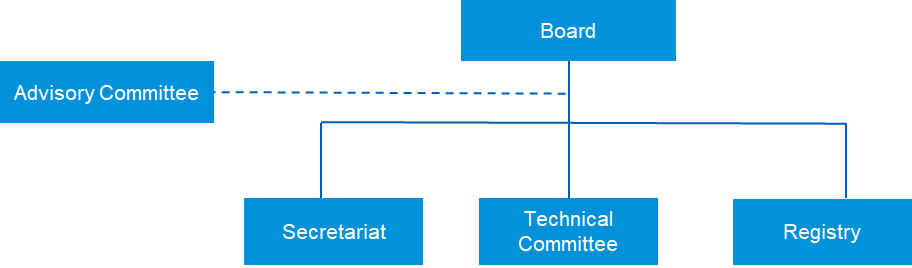 Board
Advisory Committee
Secretariat
Technical
Committee
Registry